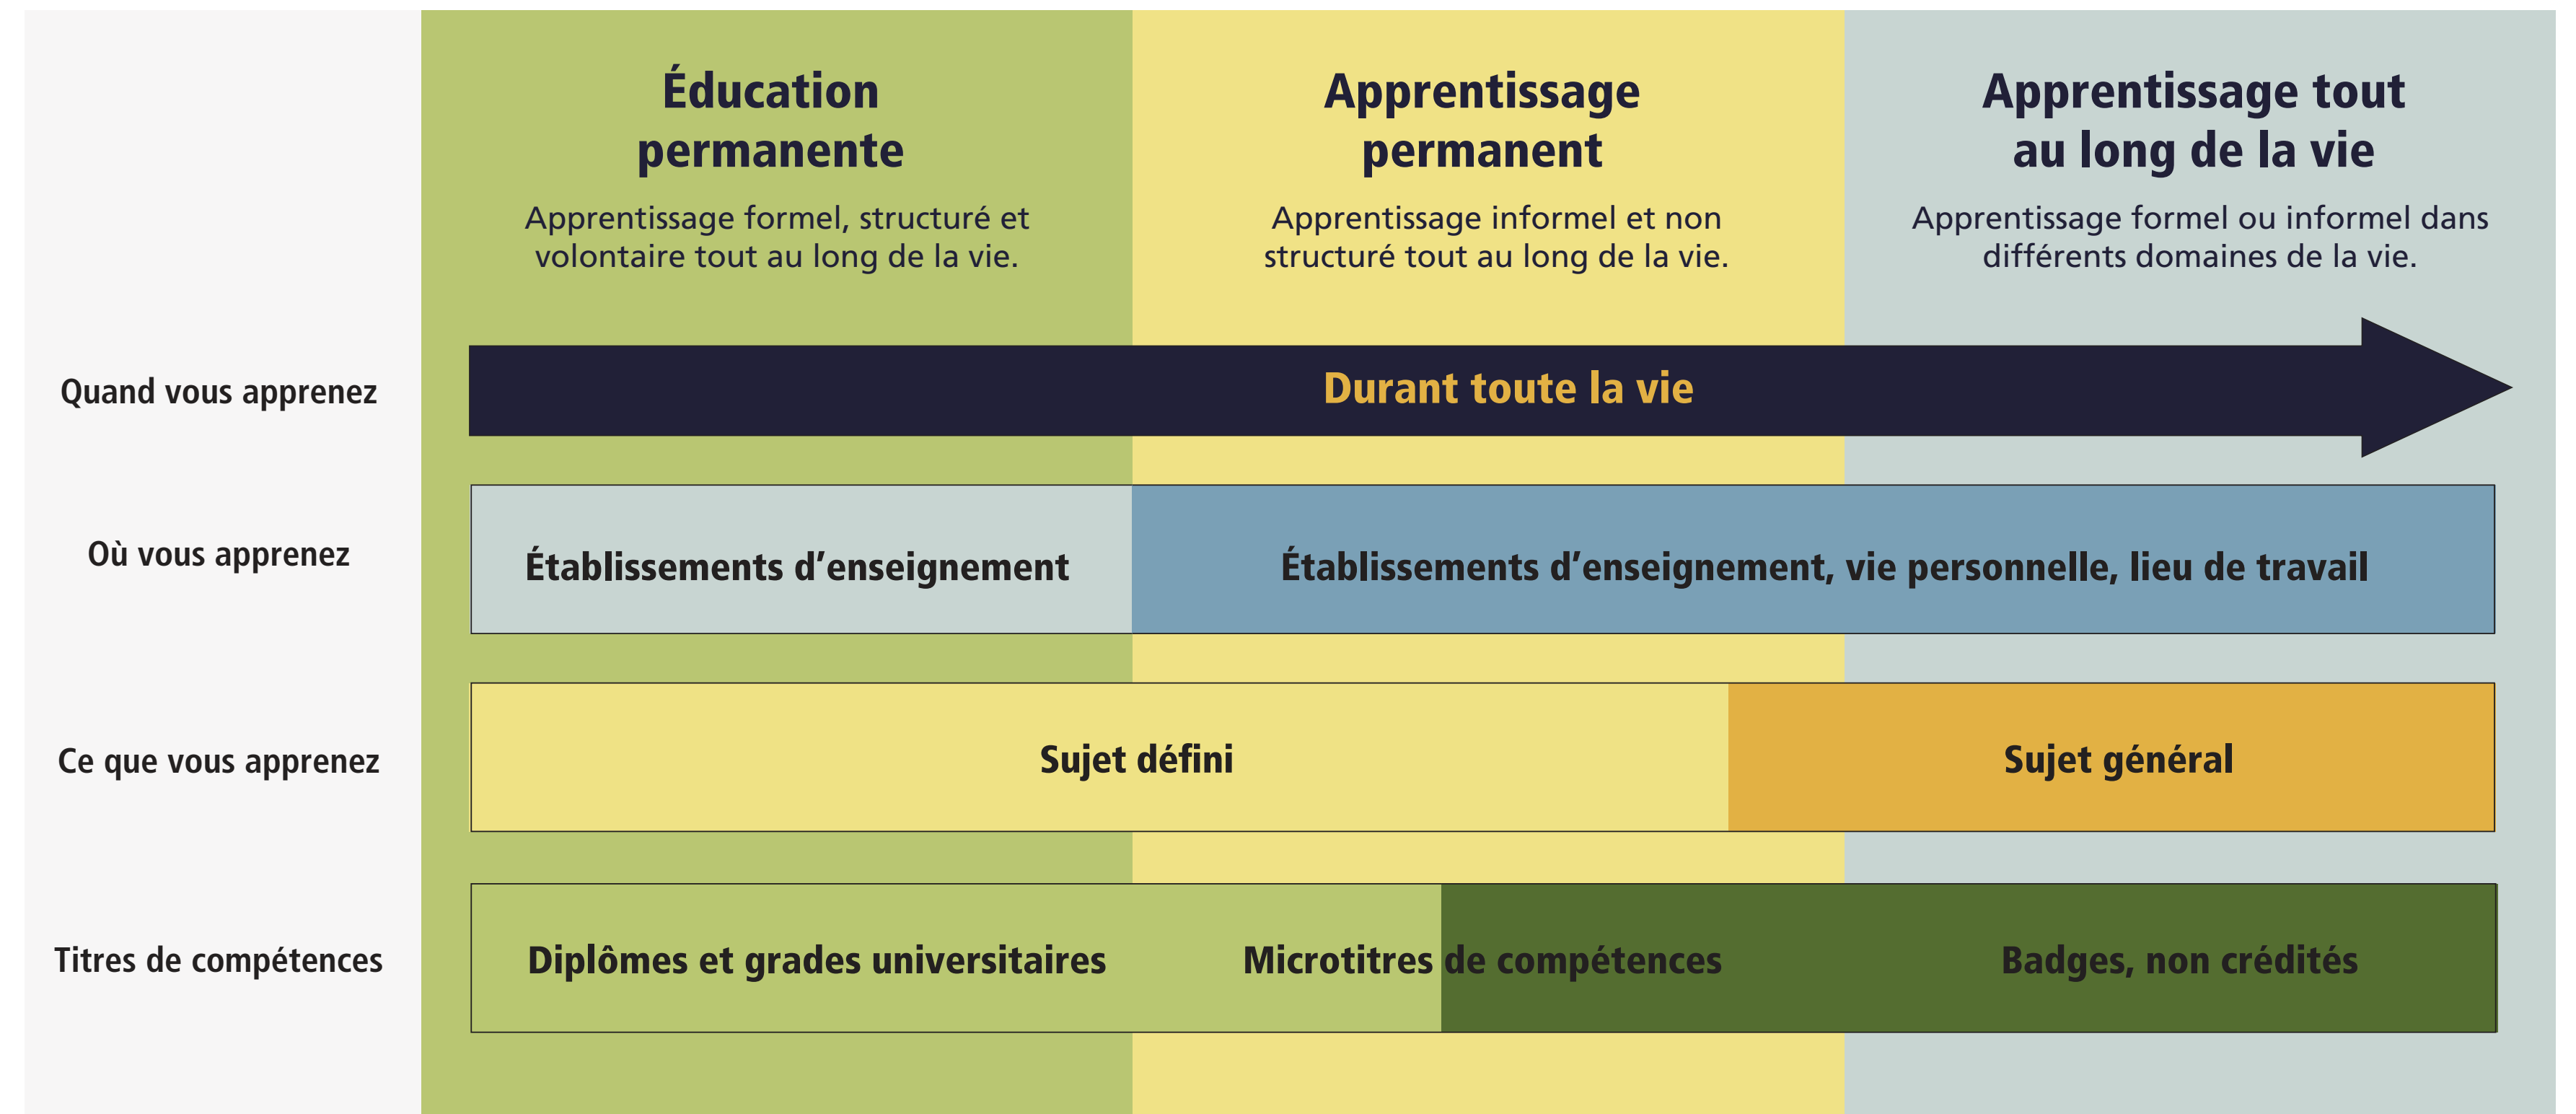 Éducation
permanente
Apprentissage formel, structuré et
volontaire tout au long de la vie.
Apprentissage
permanent
Apprentissage informel et non
structuré tout au long de la vie.
Apprentissage tout
au long de la vie
Apprentissage formel ou informel dans
différents domaines de la vie.
Quand vous apprenez
Durant toute la vie
Où vous apprenez
Établissements d’enseignement
Établissements d’enseignement, vie personnelle, lieu de travail
Ce que vous apprenez
Sujet défini
Sujet général
Titres de compétences
Diplômes et grades universitaires
Microtitres de compétences
Badges, non crédités